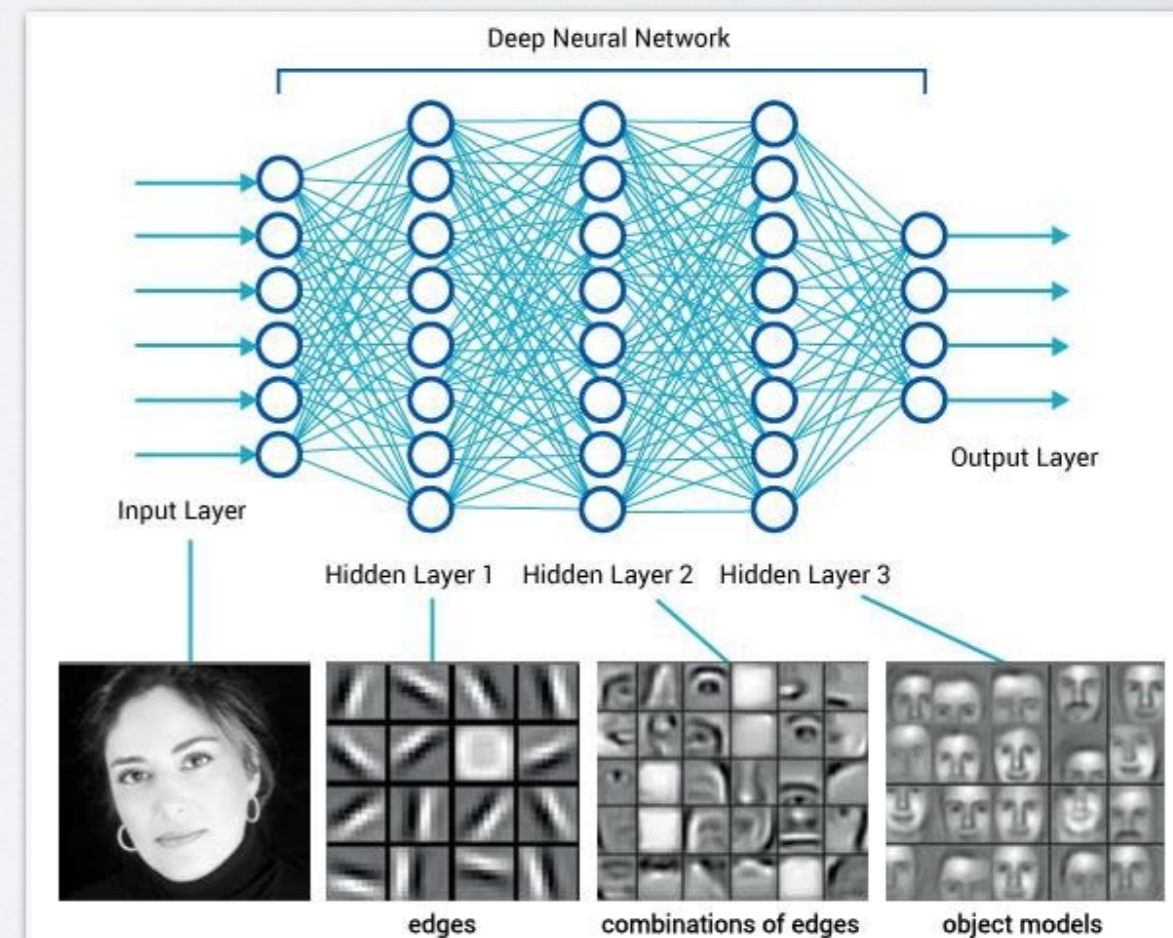 Deep Neural Network
Input Layer
Output Layer
Hidden Layer 1
Hidden Layer 2
Hidden Layer 3
edges
combinations of edges
object models